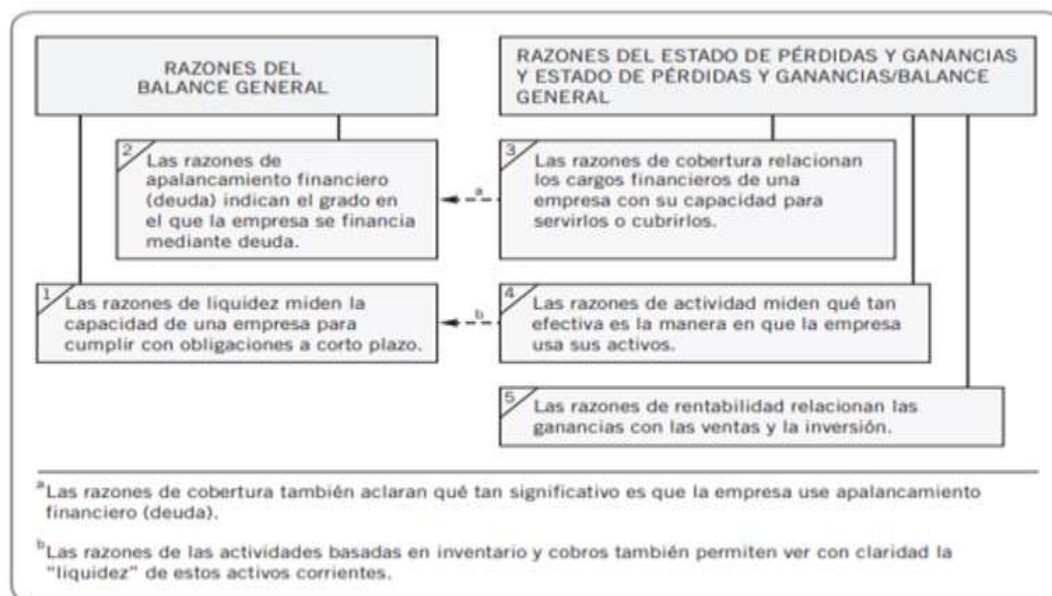 RAZONES DEL
BALANCE GENERAL
RAZONES DEL ESTADO DE PÉRDIDAS Y GANANCIAS
Y ESTADO DE PÉRDIDAS Y GANANCIAS/BALANCE
GENERAL
2
Las razones de
apalancamiento financiero
(deuda) indican el grado en
el que la empresa se financia
mediante deuda.
a
3
Las razones de cobertura relacionan
los cargos financieros de una
empresa con su capacidad para
servirlos o cubrirlos.
1
Las razones de liquidez miden la
capacidad de una empresa para
cumplir con obligaciones a corto plazo.
b
4
Las razones de actividad miden qué tan
efectiva es la manera en que la empresa
usa sus activos.
5
Las razones de rentabilidad relacionan las
ganancias con las ventas y la inversión.
a Las razones de cobertura también aclaran qué tan significativo es que la empresa use apalancamiento
financiero (deuda).
b Las razones de las actividades basadas en inventario y cobros también permiten ver con claridad la
"liquidez" de estos activos corrientes.